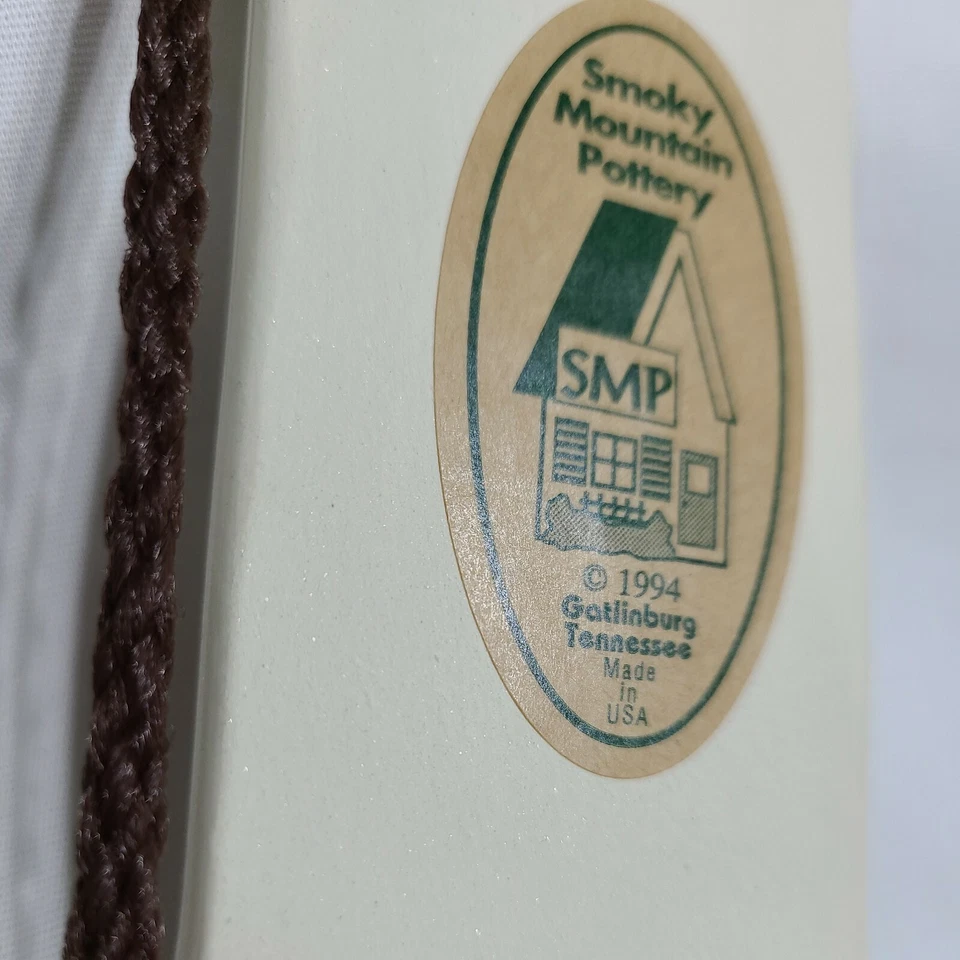 Smoky
Mountain
Pottery
SMP
© 1994
Gatlinburg
Tennessee
Made
in
USA